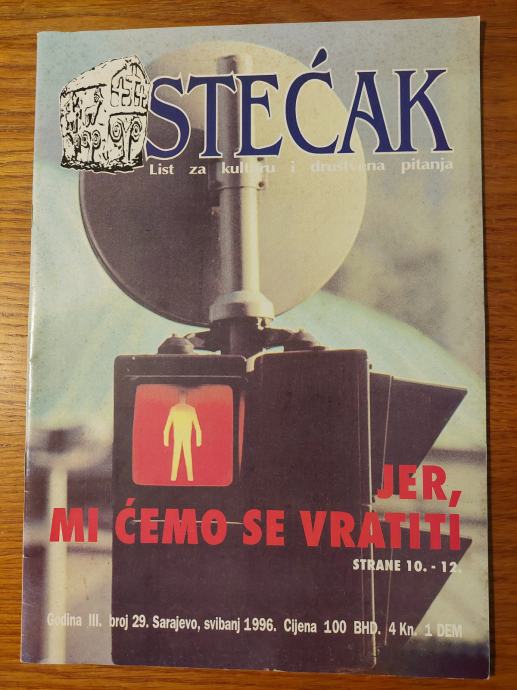 STEĆAK
List za kulturu i društvena pitanja
JER,
MI ĆEMO SE VRATITI
STRANE 10. - 12.
Godina III. broj 29. Sarajevo, svibanj 1996. Cijena 100 BHD. 4 Kn. 1 DEM